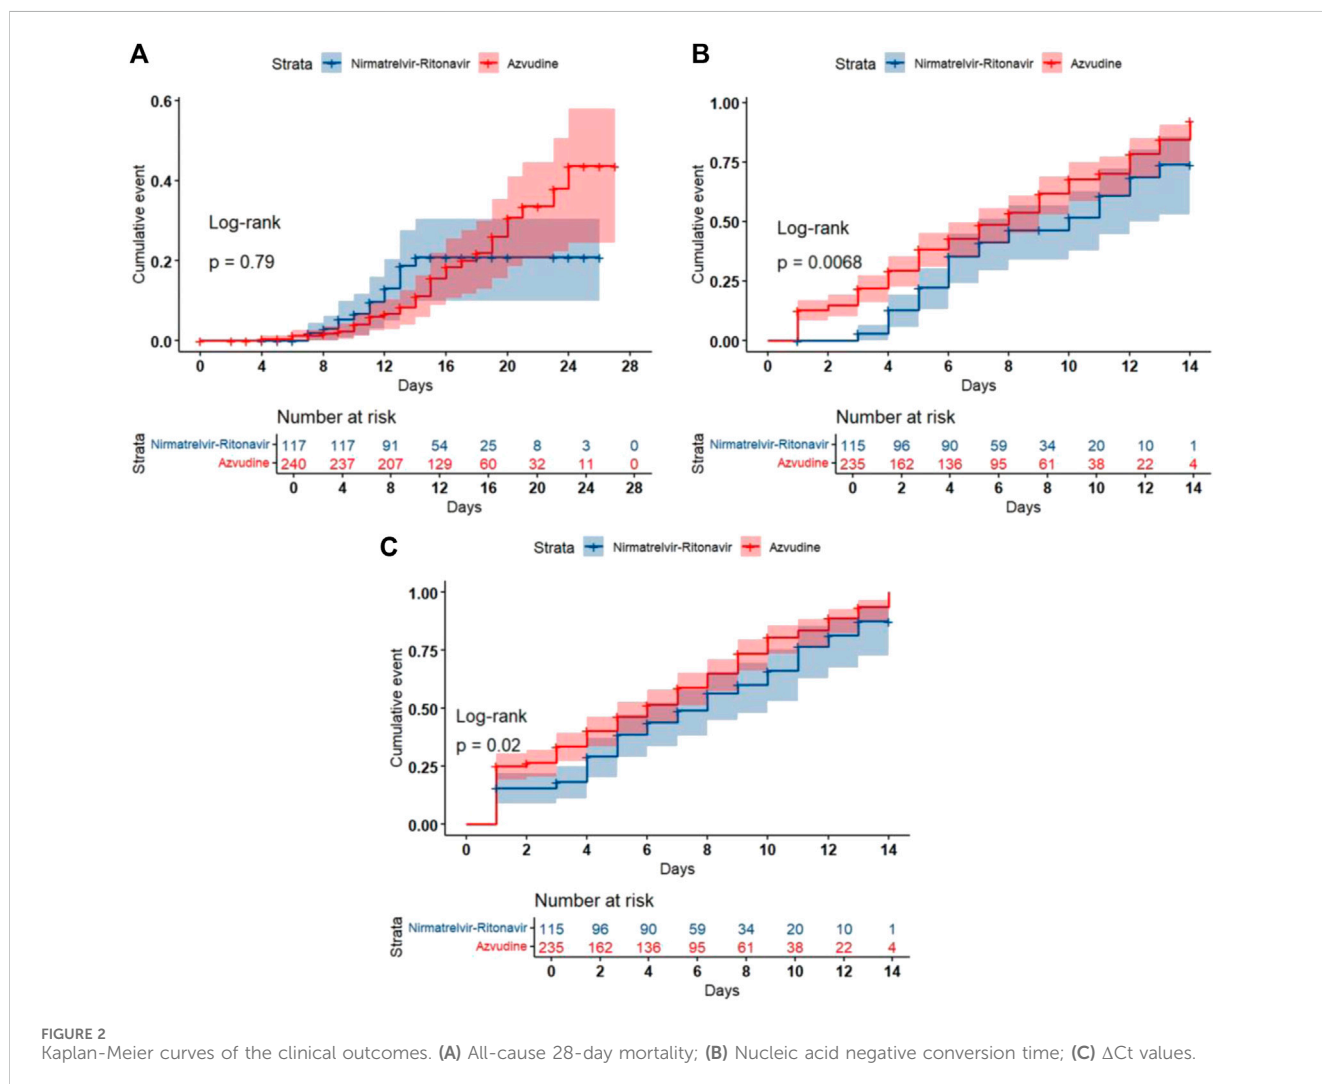 A
Strata Nirmatrelvir-Ritonavir Azvudine
Cumulative event
0.6
0.4
0.2
0.0
Log-rank
p = 0.79
0 4 8 12 16 20 24 28
Days
Number at risk
Strata
Nirmatrelvir-Ritonavir 117 117 91 54 25 8 3 0
Azvudine 240 237 207 129 60 32 11 0
0 4 8 12 16 20 24 28
Days
B
Strata Nirmatrelvir-Ritonavir Azvudine
Cumulative event
1.00
0.75
0.50
0.25
0.00
Log-rank
p = 0.0068
0 2 4 6 8 10 12 14
Days
Number at risk
Strata
Nirmatrelvir-Ritonavir 115 96 90 59 34 20 10 1
Azvudine 235 162 136 95 61 38 22 4
0 2 4 6 8 10 12 14
Days
C
Strata Nirmatrelvir-Ritonavir Azvudine
Cumulative event
1.00
0.75
0.50
0.25
0.00
Log-rank
p = 0.02
0 2 4 6 8 10 12 14
Days
Number at risk
Strata
Nirmatrelvir-Ritonavir 115 96 90 59 34 20 10 1
Azvudine 235 162 136 95 61 38 22 4
0 2 4 6 8 10 12 14
Days
FIGURE 2
Kaplan-Meier curves of the clinical outcomes. (A) All-cause 28-day mortality; (B) Nucleic acid negative conversion time; (C) ΔCt values.